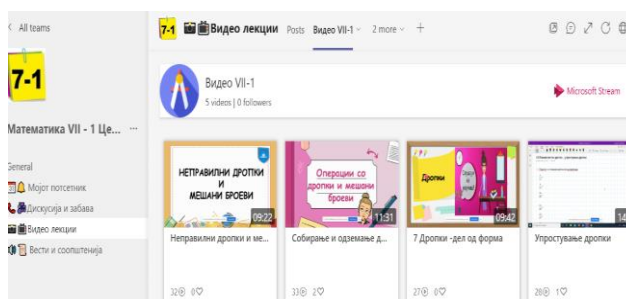 All teams
7-1
Математика VII - 1 Це... ...
General
Мојот потсетник
Дискусија и забава
Видео лекции
Вести и соопштенија
7-1 Видео лекции Posts Видео VII-1 2 more +
Видео VII-1
5 videos | 0 followers
Microsoft Stream
НЕПРАВИЛНИ ДРОПКИ
И
МЕШАНИ БРОЕВИ
09:22
Неправилни дропки и ме...
32 0
Операции со
дропки и мешани
броеви
11:31
Собирање и одземање д...
33 2
Дропки
09:42
7 Дропки -дел од форма
27 0
14
Упростување дропки
26 1